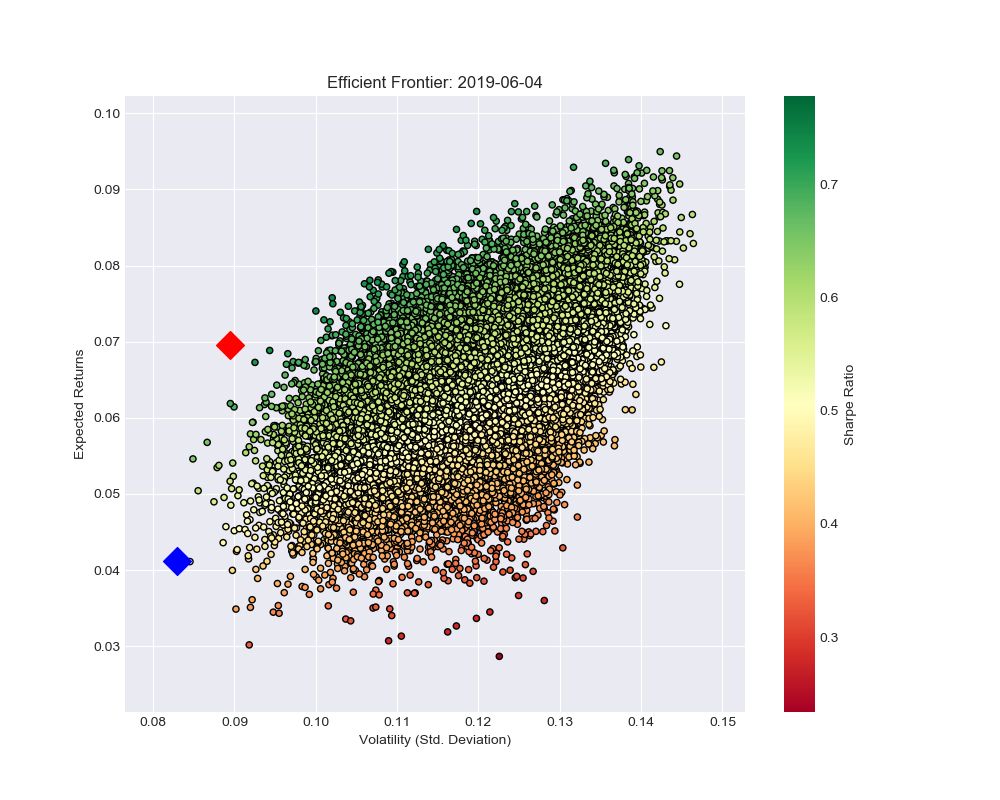 Efficient Frontier: 2019-06-04
0.10
0.09
0.08
0.07
0.06
0.05
0.04
0.03
Expected Returns
0.08 0.09 0.10 0.11 0.12 0.13 0.14 0.15
Volatility (Std. Deviation)
0.7
0.6
0.5
0.4
0.3
Sharpe Ratio